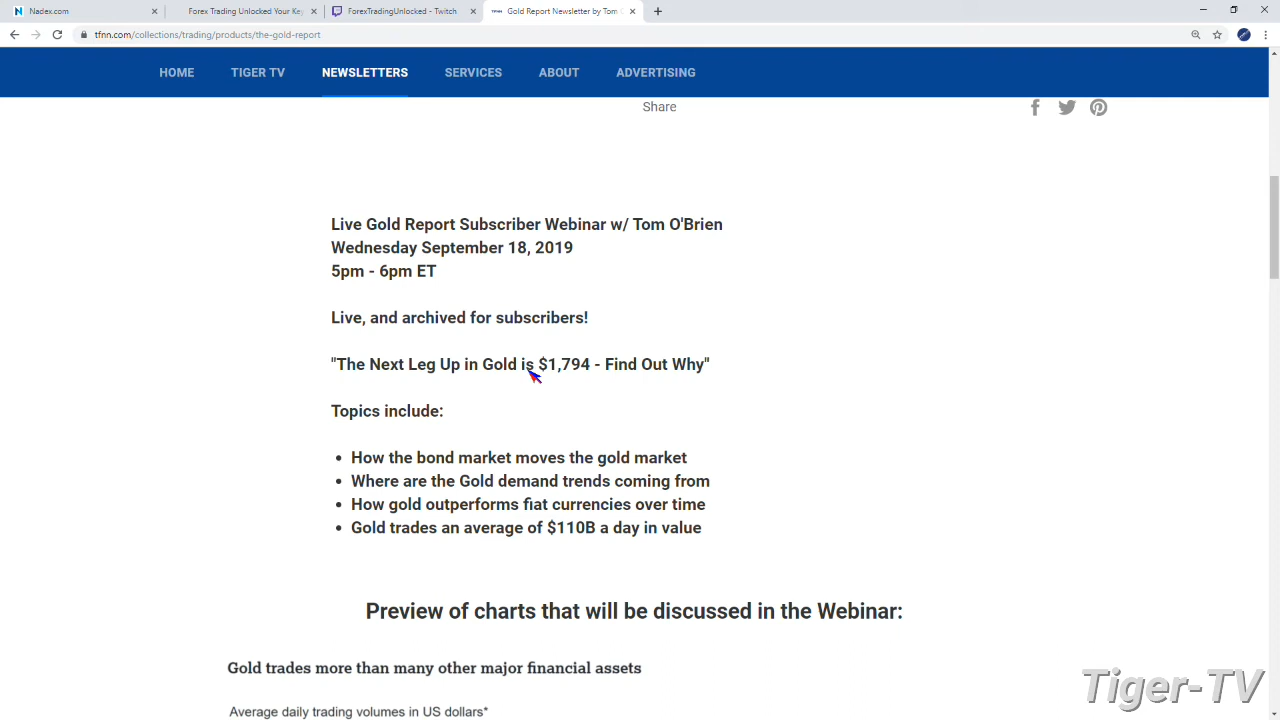 Nadex.com
Forex Trading Unlocked Your Key
ForexTradingUnlocked - Twitch
Gold Report Newsletter by Tom
tfnn.com/collections/trading/products/the-gold-report
HOME
TIGER TV
NEWSLETTERS
SERVICES
ABOUT
ADVERTISING
Share
Live Gold Report Subscriber Webinar w/ Tom O'Brien
Wednesday September 18, 2019
5pm - 6pm ET
Live, and archived for subscribers!
"The Next Leg Up in Gold is $1,794 - Find Out Why"
Topics include:
How the bond market moves the gold market
Where are the Gold demand trends coming from
How gold outperforms fiat currencies over time
Gold trades an average of $110B a day in value
Preview of charts that will be discussed in the Webinar:
Gold trades more than many other major financial assets
Average daily trading volumes in US dollars*
Tiger-TV